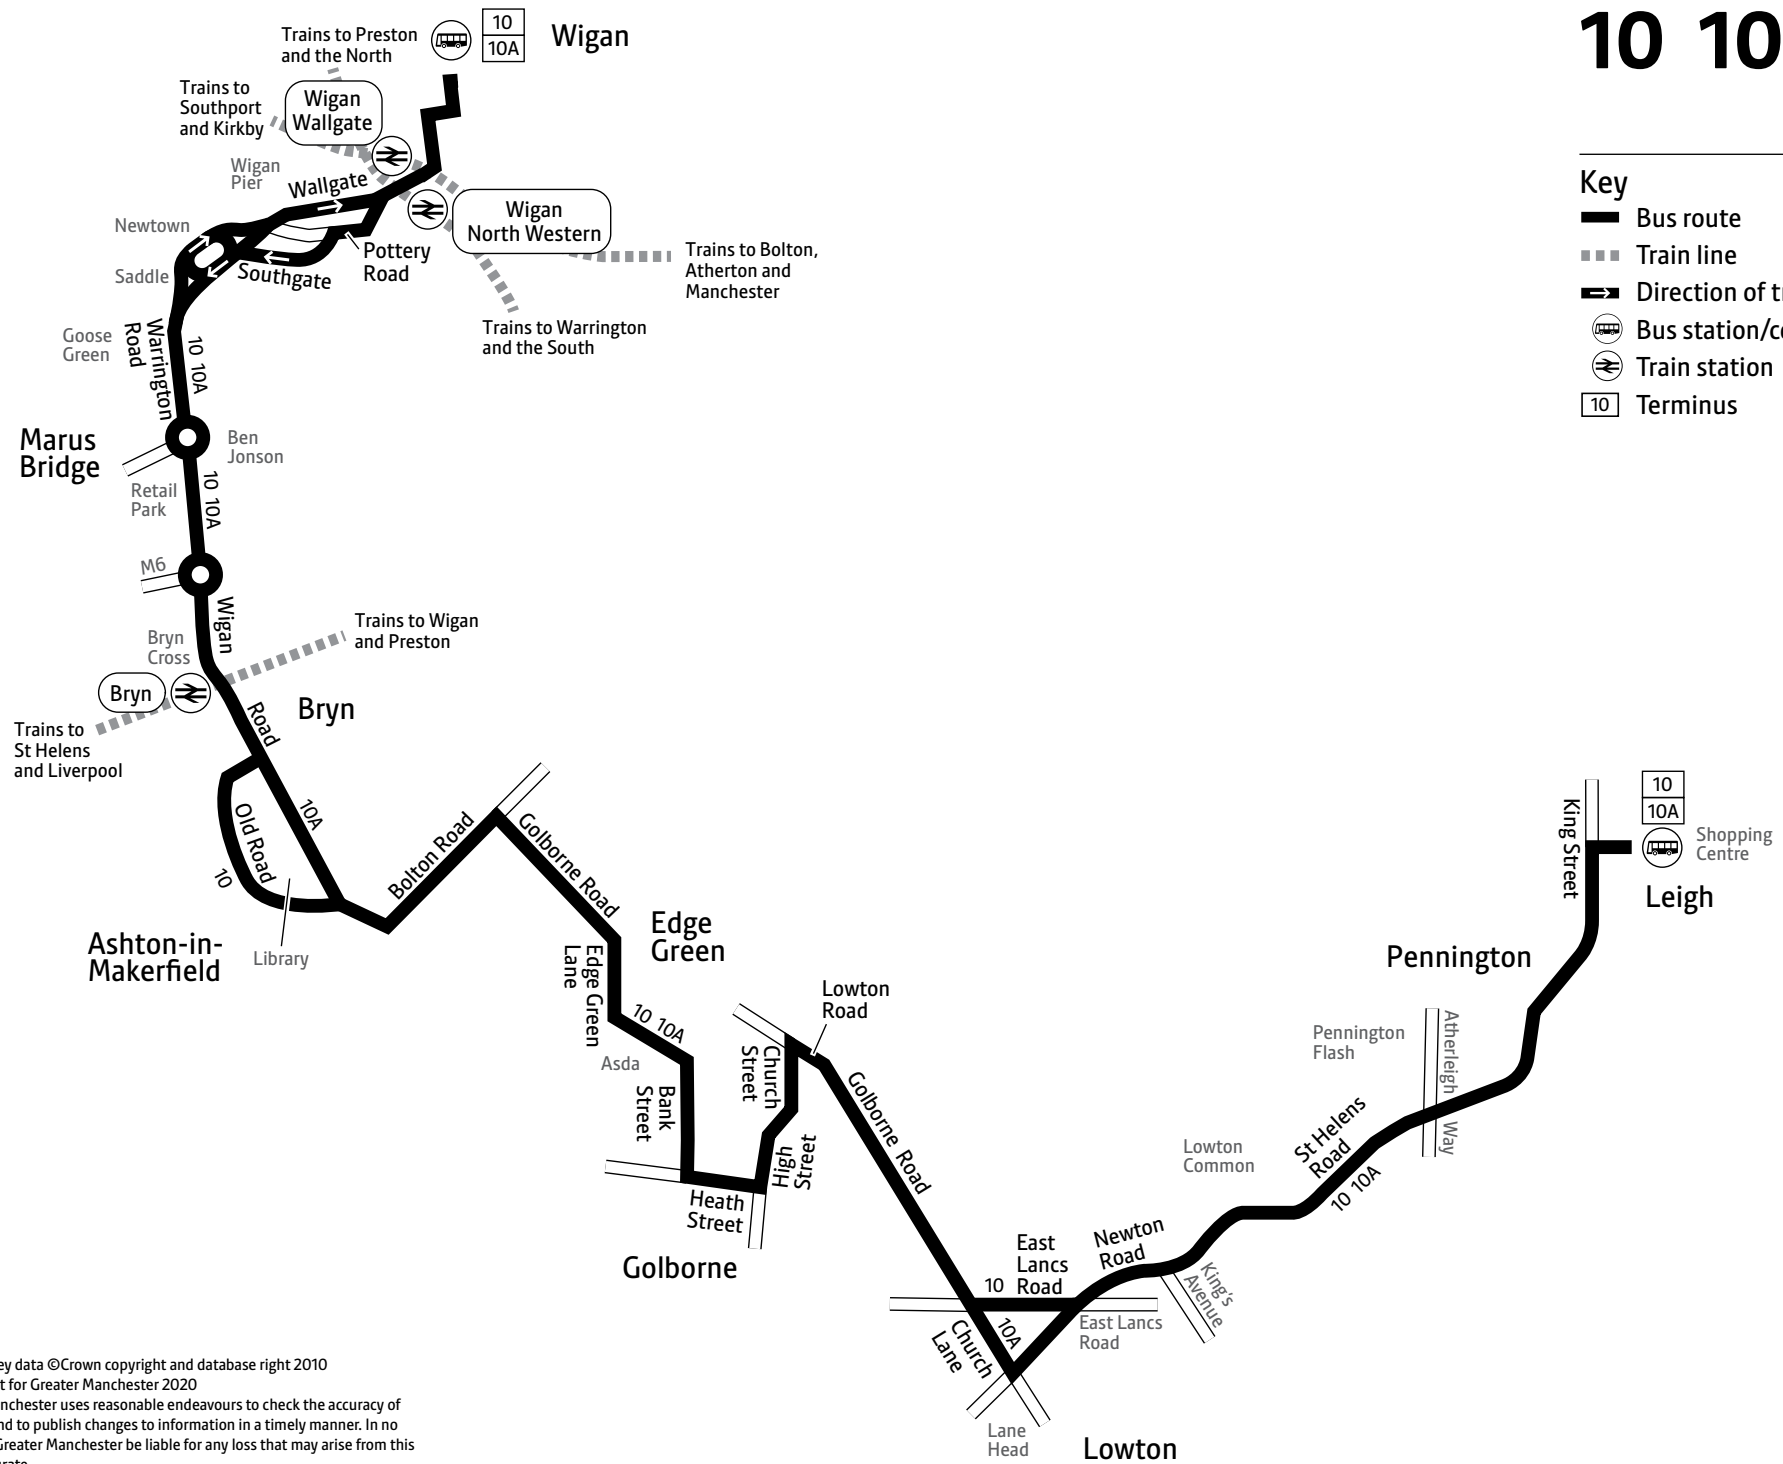 10 10
Trains to Preston
and the North
10
10A
Wigan
Trains to
Southport
and Kirkby
Wigan
Wallgate
Wigan
Pier
Wallgate
Wigan
North Western
Newtown
Saddle
Southgate
Pottery
Road
Trains to Bolton,
Atherton and
Manchester
Trains to Warrington
and the South
Key
Bus route
Train line
Direction of
Bus station/
Train station
10
Terminus
Goose
Green
Warrington
Road
10 10A
Marus
Bridge
Ben
Jonson
Retail
Park
10 10A
M6
Wigan
Bryn
Cross
Trains to Wigan
and Preston
Bryn
Road
Bryn
Trains to
St Helens
and Liverpool
Old Road
10A
10
Bolton Road
Golborne Road
Ashton-in-
Makerfield
Library
Edge
Green
Edge Green
Lane
10 10A
Asda
Bank
Street
Lowton
Road
Church
Street
High
Street
Heath
Street
Golborne
Golborne Road
10
East
Lancs
Road
10A
Church
Lane
Newton
Road
East Lancs
Road
King's
Avenue
Lane
Head
Lowton
Lowton
Common
St Helens
Road
10 10A
Pennington
Flash
Atherleigh Way
Pennington
King Street
10
10A
Shopping
Centre
Leigh
data ©Crown copyright and database right 2010
for Greater Manchester 2020
uses reasonable endeavours to check the accuracy of
to publish changes to information in a timely manner. In no
Greater Manchester be liable for any loss that may arise from this